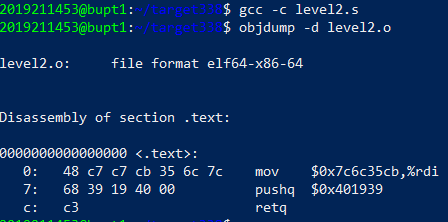 2019211453@bupt1:~/target338$ gcc -c level2.s
2019211453@bupt1:~/target338$ objdump -d level2.o
level2.o:     file format elf64-x86-64
Disassembly of section .text:
0000000000000000 <.text>:
0:   48 c7 c7 cb 35 6c 7c    mov    $0x7c6c35cb,%rdi
7:   68 39 19 40 00          pushq  $0x401939
c:   c3                      retq